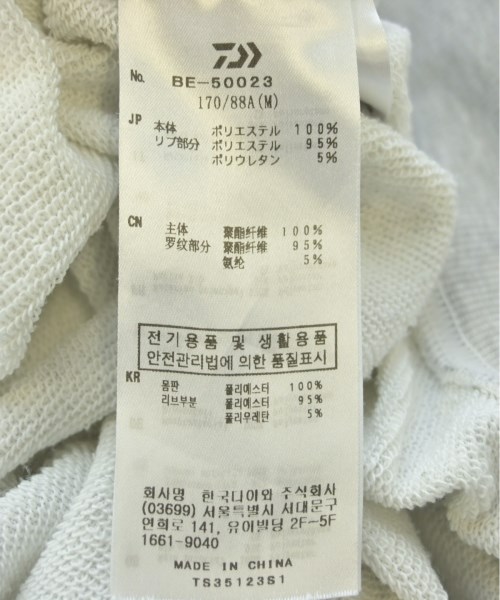 No. BE-50023
170/88A(M)
JP
本体 ポリエステル 100%
リブ部分 ポリエステル 95%
ポリウレタン 5%
CN
主体 聚酯纤维 100%
罗纹部分 聚酯纤维 95%
氨纶 5%
전기용품 및 생활용품
안전관리법에 의한 품질표시
KR
몸판 폴리에스터 100%
리브부분 폴리에스터 95%
폴리우레탄 5%
회사명 한국다이와 주식회사
(03699) 서울특별시 서대문구
연희로 141, 유아빌딩 2F~5F
1661-9040
MADE IN CHINA
TS35123S1